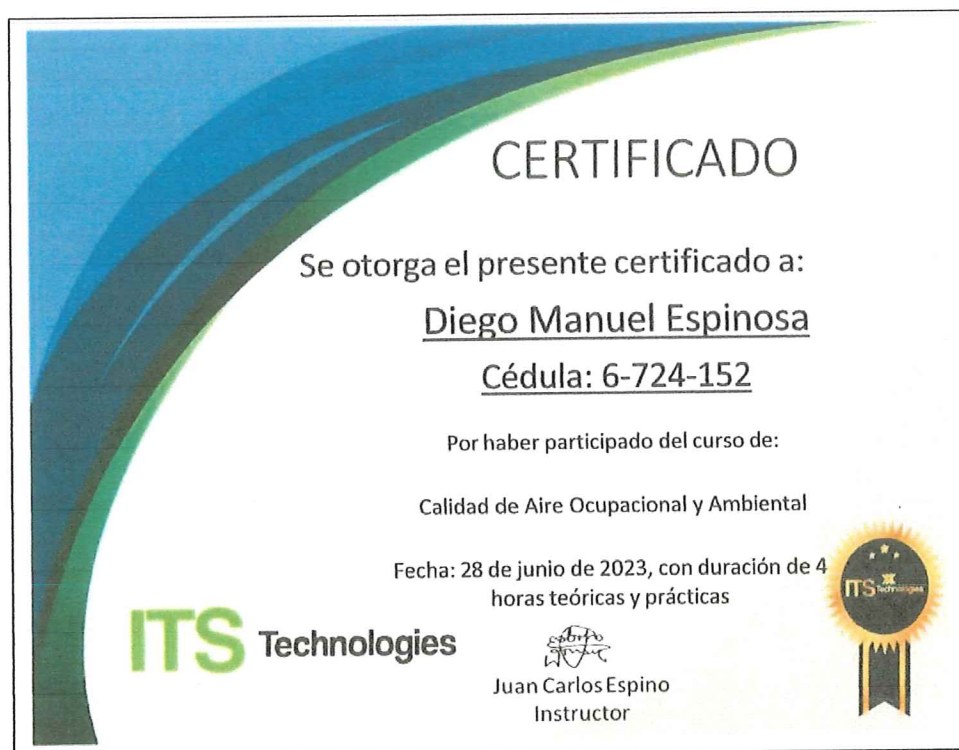 CERTIFICADO
Se otorga el presente certificado a:
Diego Manuel Espinosa
Cédula: 6-724-152
Por haber participado del curso de:
Calidad de Aire Ocupacional y Ambiental
Fecha: 28 de junio de 2023, con duración de 4
horas teóricas y prácticas
ITS Technologies
ITS Technologies
Juan Carlos Espino
Instructor